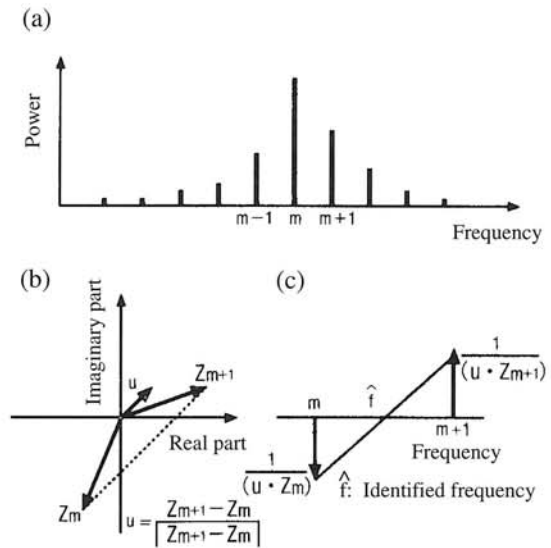 (a)
Power
m−1 m m+1
Frequency
(b)
Imaginary part
u
Zm+1
Real part
Zm
u = Zm+1 − Zm / |Zm+1 − Zm|
(c)
1 / (u · Zm+1)
m
f̂
m+1
Frequency
1 / (u · Zm)
f̂: Identified frequency